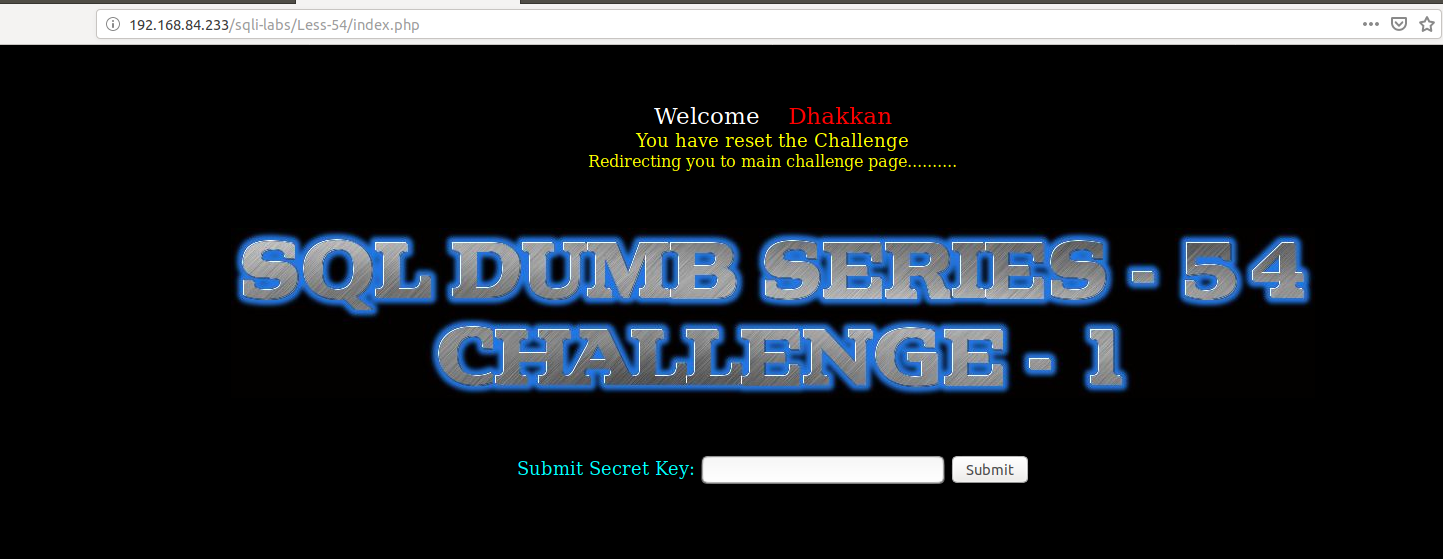 192.168.84.233/sqli-labs/Less-54/index.php
Welcome Dhakkan
You have reset the Challenge
Redirecting you to main challenge page..........
SQL DUMB SERIES - 54
CHALLENGE - 1
Submit Secret Key: Submit